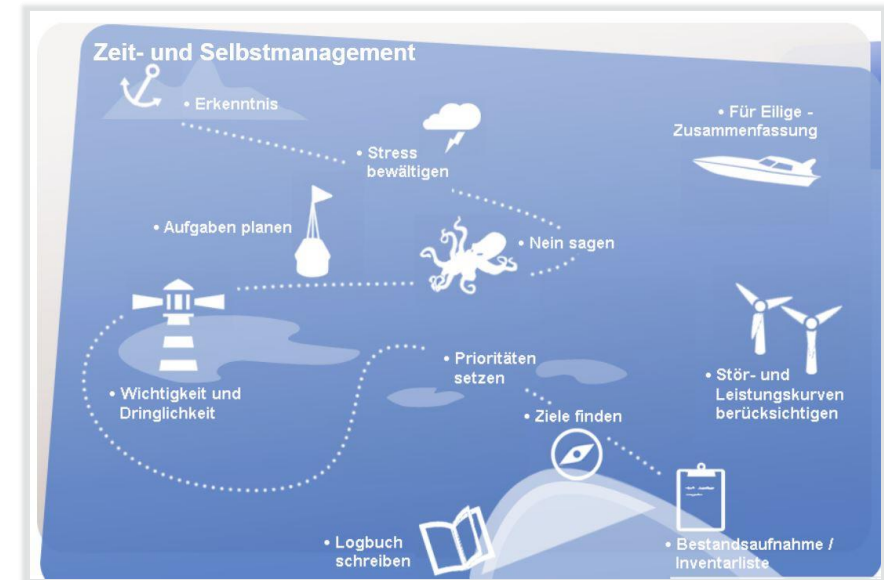 Zeit- und Selbstmanagement
• Erkenntnis
• Für Eilige -
Zusammenfassung
• Stress
bewältigen
• Aufgaben planen
• Nein sagen
• Prioritäten
setzen
• Wichtigkeit und
Dringlichkeit
• Stör- und
Leistungskurven
berücksichtigen
• Ziele finden
• Logbuch
schreiben
• Bestandsaufnahme /
Inventarliste